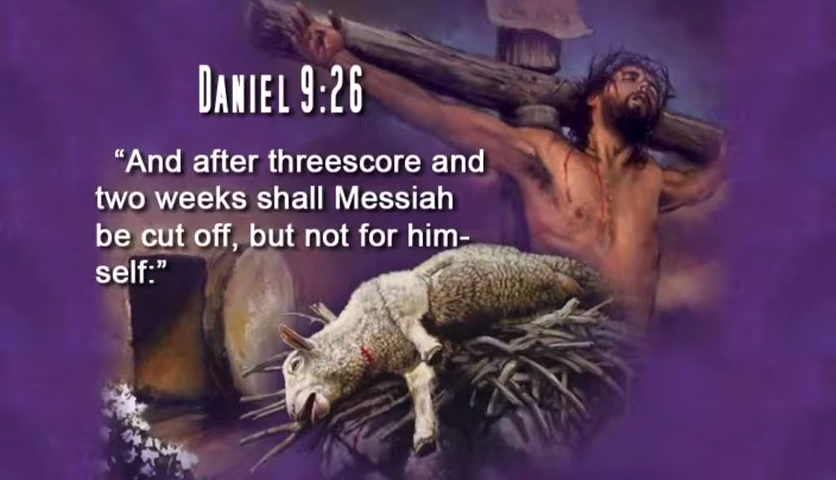 DANIEL 9:26
“And after threescore and
two weeks shall Messiah
be cut off, but not for him-
self:”